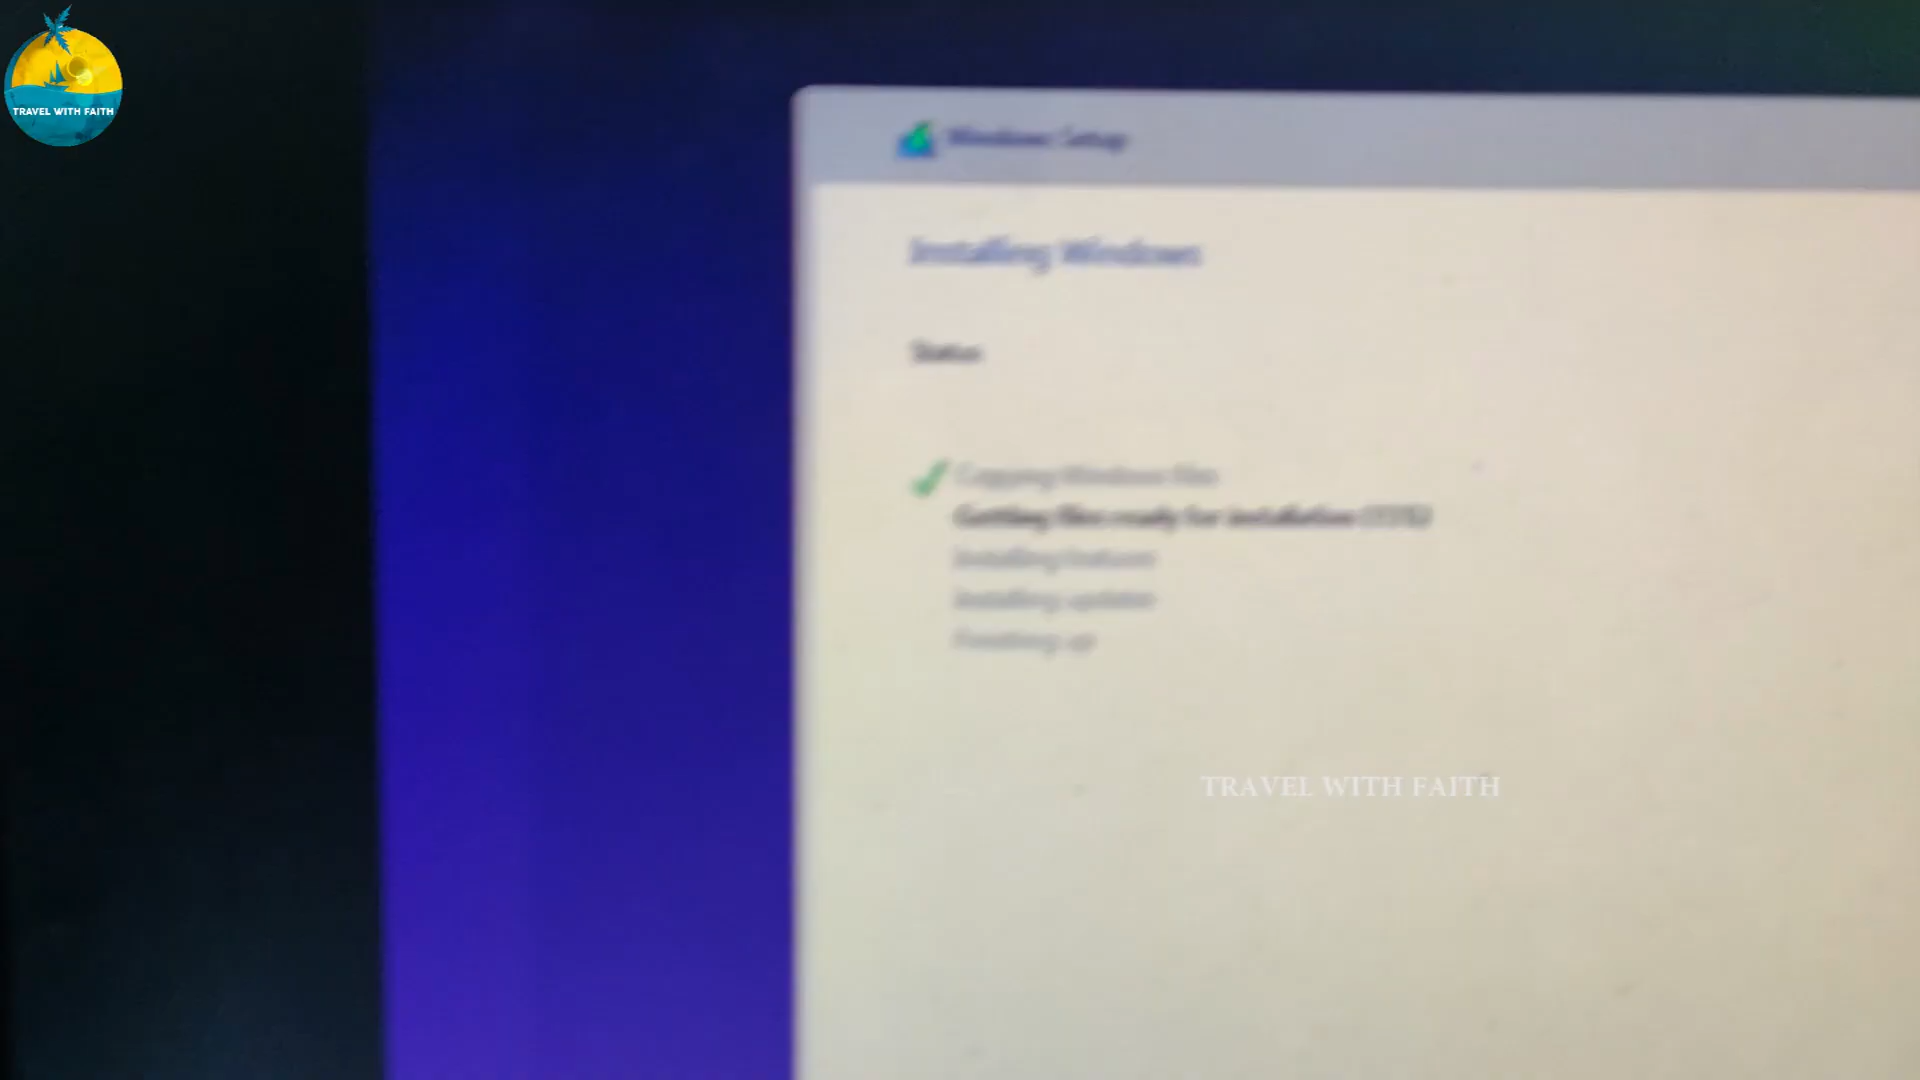 TRAVEL WITH FAITH
Windows Setup
Installing Windows
Status
Copying Windows files
Getting files ready for installation
Installing features
Installing updates
Finishing up
TRAVEL WITH FAITH